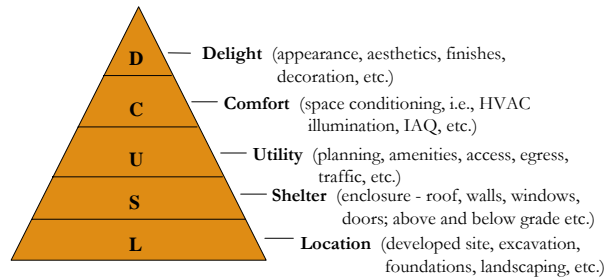 D
Delight (appearance, aesthetics, finishes,
decoration, etc.)
C
Comfort (space conditioning, i.e., HVAC
illumination, IAQ, etc.)
U
Utility (planning, amenities, access, egress,
traffic, etc.)
S
Shelter (enclosure - roof, walls, windows,
doors; above and below grade etc.)
L
Location (developed site, excavation,
foundations, landscaping, etc.)